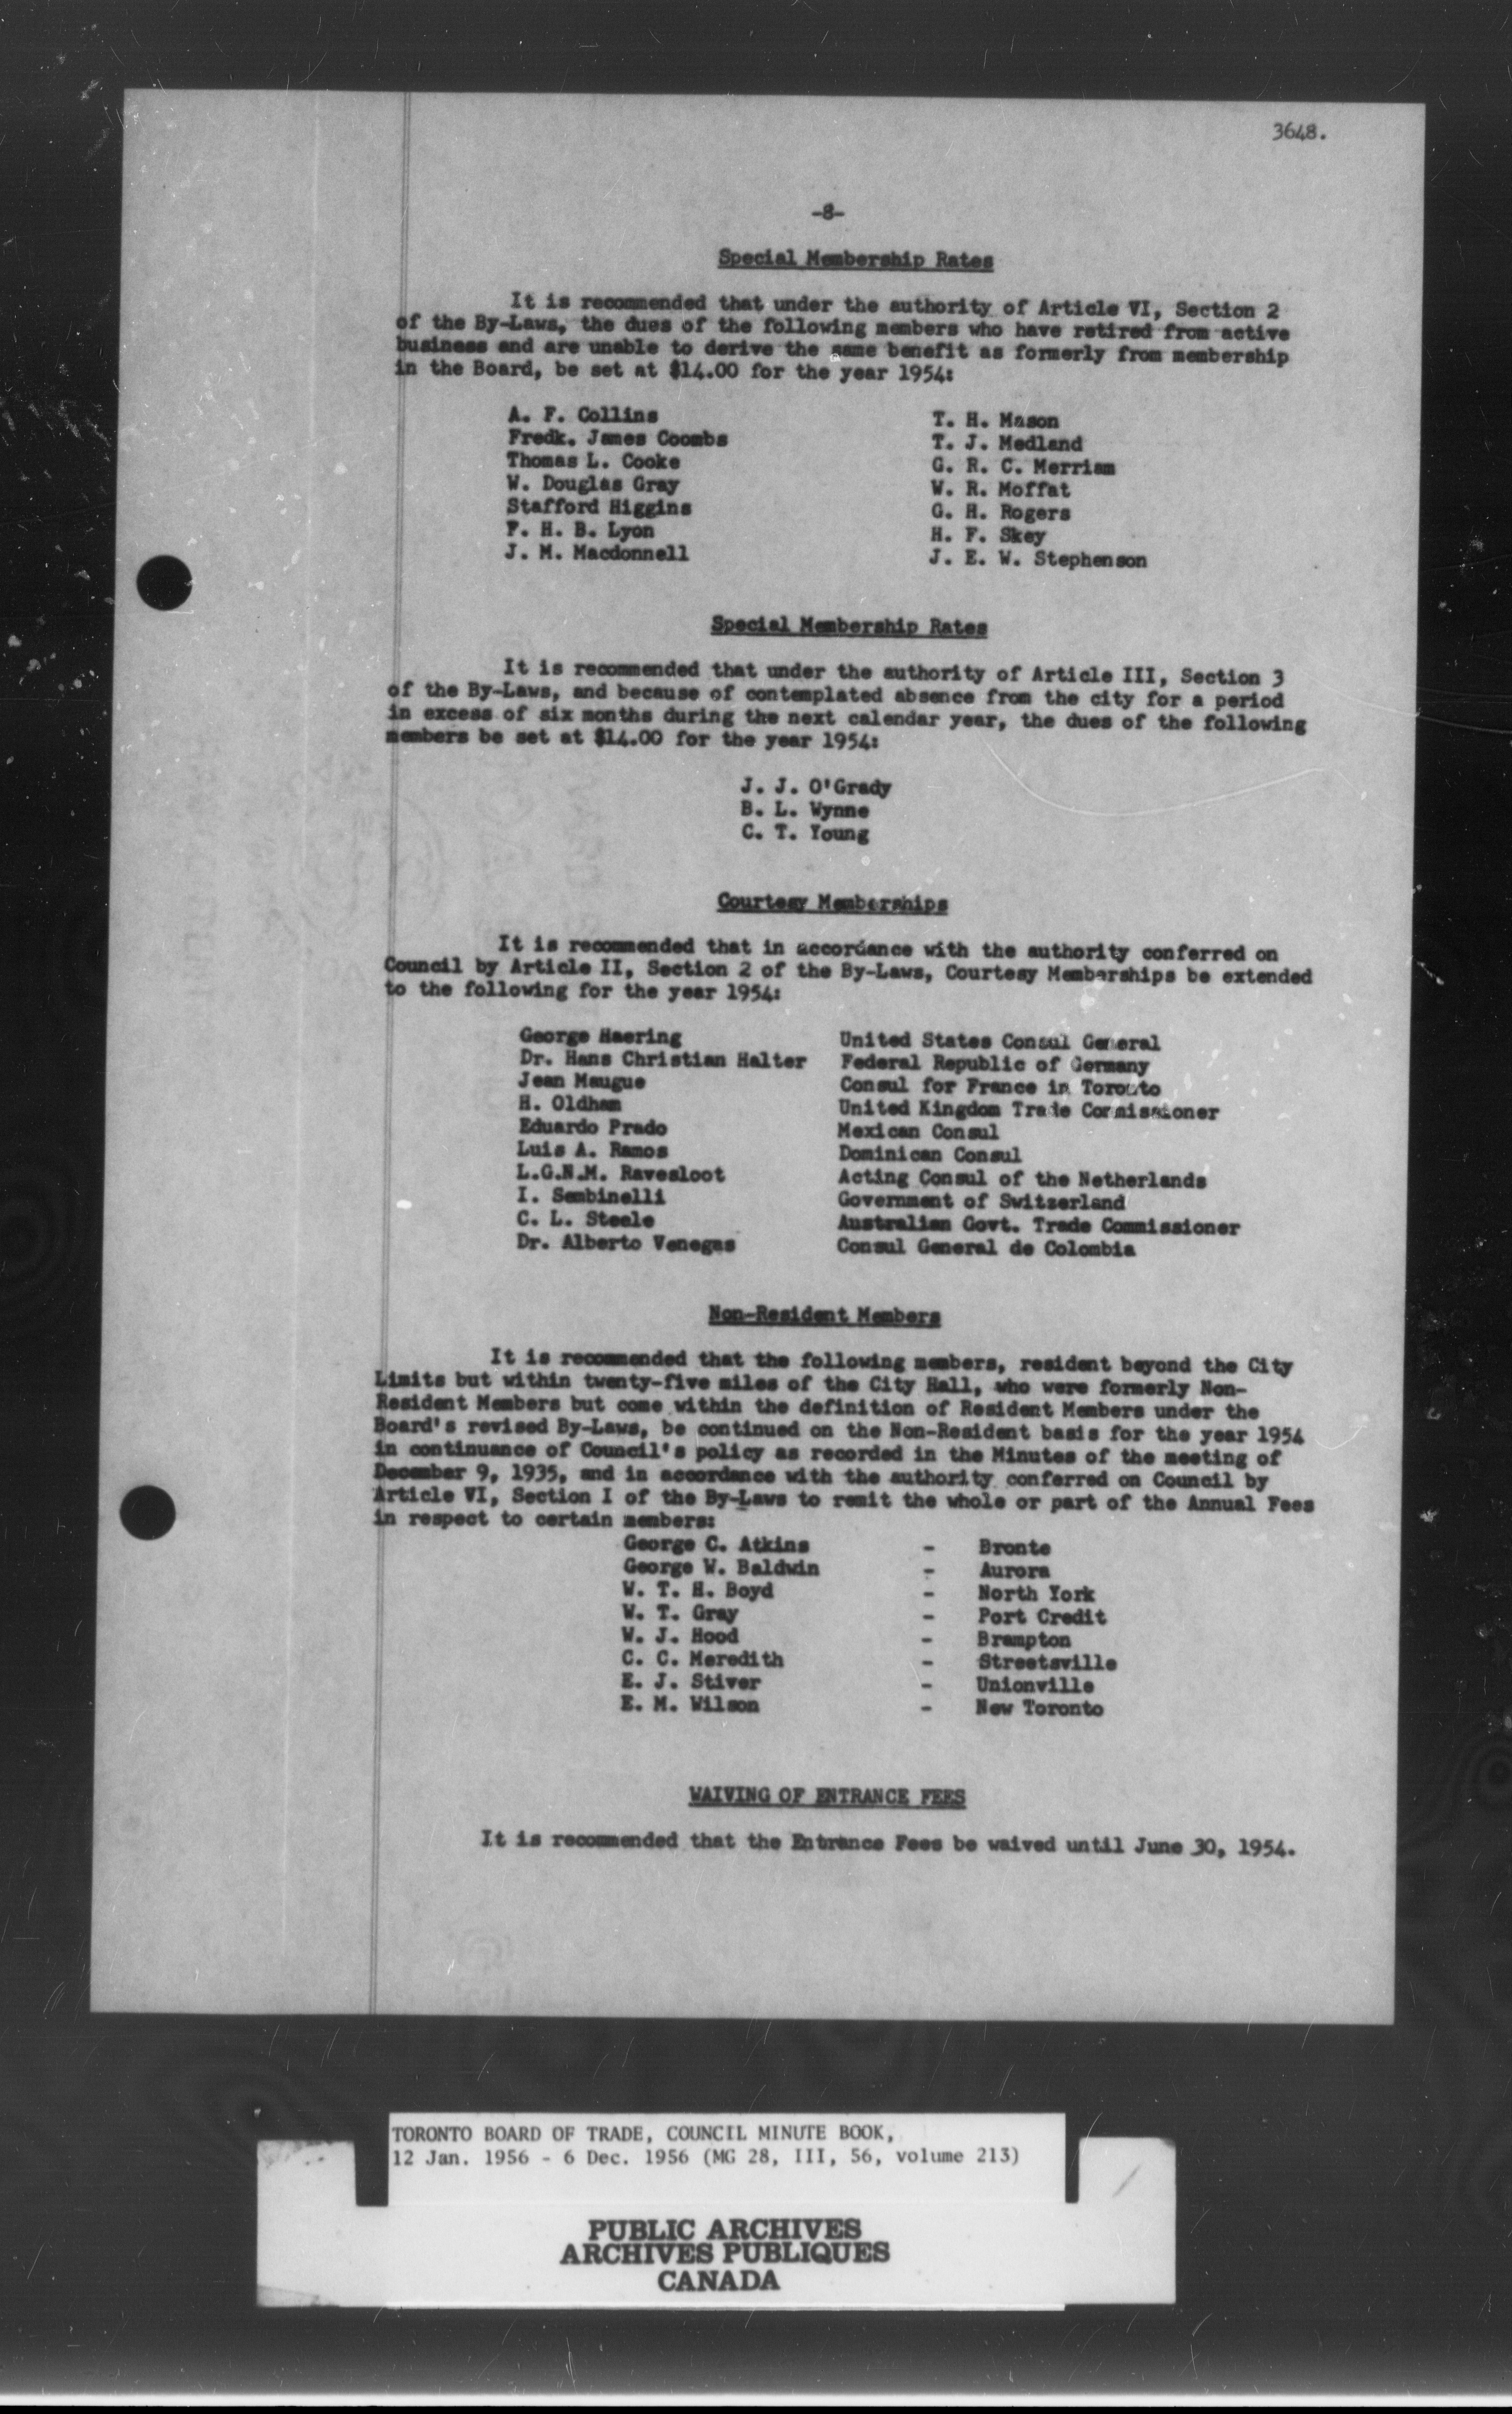 3648.
-8-
Special Membership Rates
It is recommended that under the authority of Article VI, Section 2
of the By-Laws, the dues of the following members who have retired from active
business and are unable to derive the same benefit as formerly from membership
in the Board, be set at $14.00 for the year 1954:
A. F. Collins
Fredk. James Coombs
Thomas L. Cooke
W. Douglas Gray
Stafford Higgins
F. H. B. Lyon
J. M. Macdonnell
T. H. Mason
T. J. Medland
G. R. C. Merriam
W. R. Moffat
G. H. Rogers
H. F. Skey
J. E. W. Stephenson
Special Membership Rates
It is recommended that under the authority of Article III, Section 3
of the By-Laws, and because of contemplated absence from the city for a period
in excess of six months during the next calendar year, the dues of the following
members be set at $14.00 for the year 1954:
J. J. O'Grady
B. L. Wynne
C. T. Young
Courtesy Memberships
It is recommended that in accordance with the authority conferred on
Council by Article II, Section 2 of the By-Laws, Courtesy Memberships be extended
to the following for the year 1954:
George Haering United States Consul General
Dr. Hans Christian Halter Federal Republic of Germany
Jean Maugue Consul for France in Toronto
H. Oldham United Kingdom Trade Commissioner
Eduardo Prado Mexican Consul
Luis A. Ramos Dominican Consul
L.G.N.M. Ravesloot Acting Consul of the Netherlands
I. Sembinelli Government of Switzerland
C. L. Steele Australian Govt. Trade Commissioner
Dr. Alberto Venegas Consul General de Colombia
Non-Resident Members
It is recommended that the following members, resident beyond the City
Limits but within twenty-five miles of the City Hall, who were formerly Non-
Resident Members but come within the definition of Resident Members under the
Board's revised By-Laws, be continued on the Non-Resident basis for the year 1954
in continuance of Council's policy as recorded in the Minutes of the meeting of
December 9, 1935, and in accordance with the authority conferred on Council by
Article VI, Section I of the By-Laws to remit the whole or part of the Annual Fees
in respect to certain members:
George C. Atkins - Bronte
George W. Baldwin - Aurora
W. T. H. Boyd - North York
W. T. Gray - Port Credit
W. J. Hood - Brampton
C. C. Meredith - Streetsville
E. J. Stiver - Unionville
E. M. Wilson - New Toronto
WAIVING OF ENTRANCE FEES
It is recommended that the Entrance Fees be waived until June 30, 1954.
TORONTO BOARD OF TRADE, COUNCIL MINUTE BOOK,
12 Jan. 1956 - 6 Dec. 1956 (MG 28, III, 56, volume 213)
PUBLIC ARCHIVES
ARCHIVES PUBLIQUES
CANADA